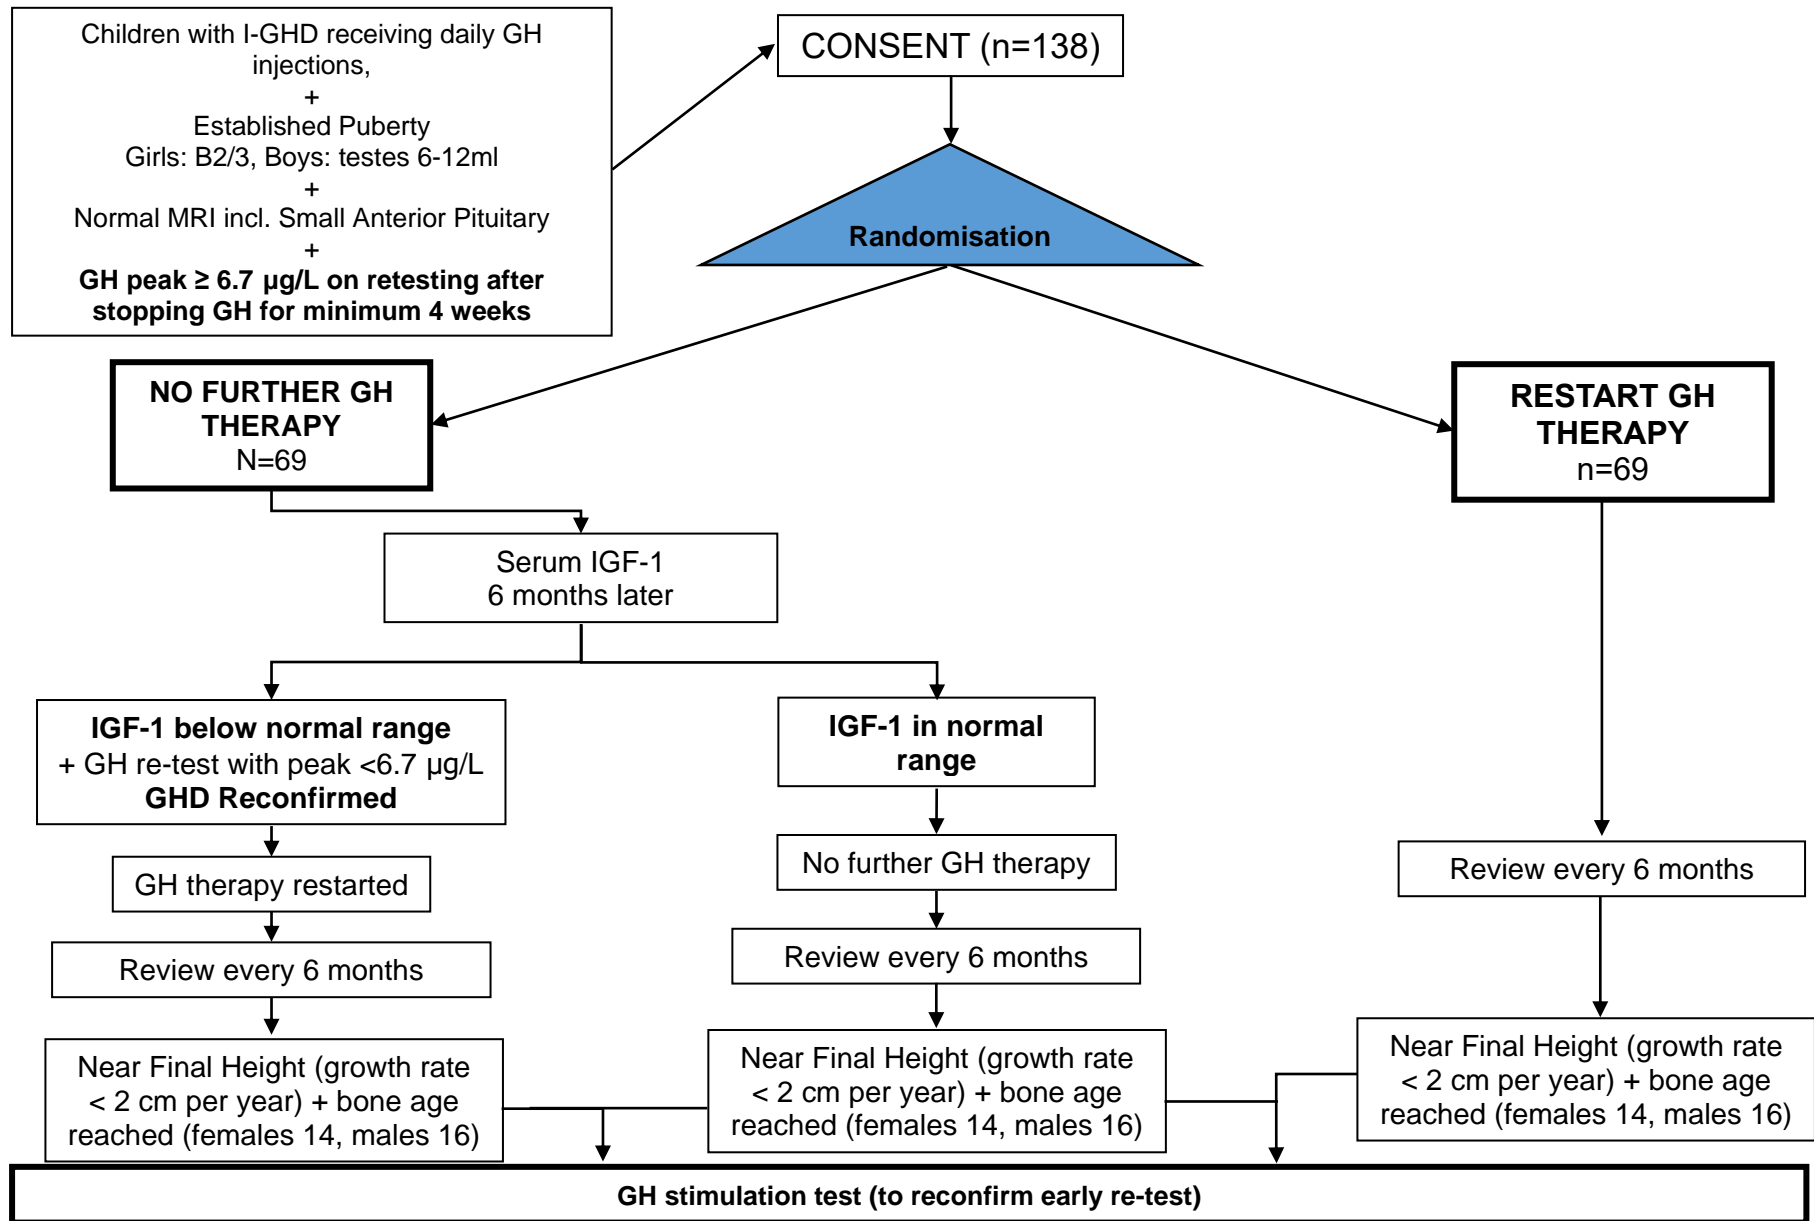 Children with I-GHD receiving daily GH
injections,
+
Established Puberty
Girls: B2/3, Boys: testes 6-12ml
+
Normal MRI incl. Small Anterior Pituitary
+
GH peak ≥ 6.7 µg/L on retesting after
stopping GH for minimum 4 weeks
CONSENT (n=138)
Randomisation
NO FURTHER GH
THERAPY
N=69
RESTART GH
THERAPY
n=69
Serum IGF-1
6 months later
IGF-1 below normal range
+ GH re-test with peak <6.7 µg/L
GHD Reconfirmed
IGF-1 in normal
range
GH therapy restarted
No further GH therapy
Review every 6 months
Review every 6 months
Review every 6 months
Near Final Height (growth rate
< 2 cm per year) + bone age
reached (females 14, males 16)
Near Final Height (growth rate
< 2 cm per year) + bone age
reached (females 14, males 16)
Near Final Height (growth rate
< 2 cm per year) + bone age
reached (females 14, males 16)
GH stimulation test (to reconfirm early re-test)